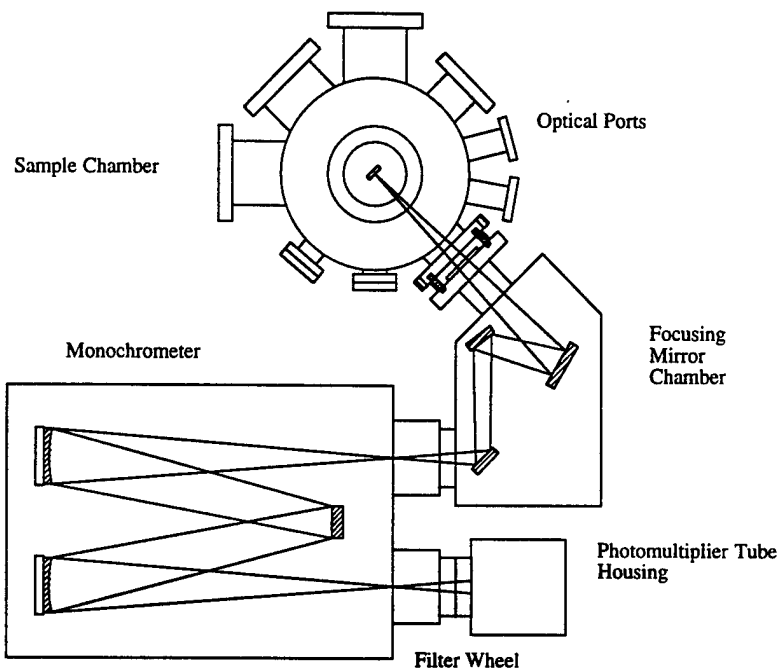 Optical Ports
Sample Chamber
Focusing
Mirror
Chamber
Monochrometer
Photomultiplier Tube
Housing
Filter Wheel